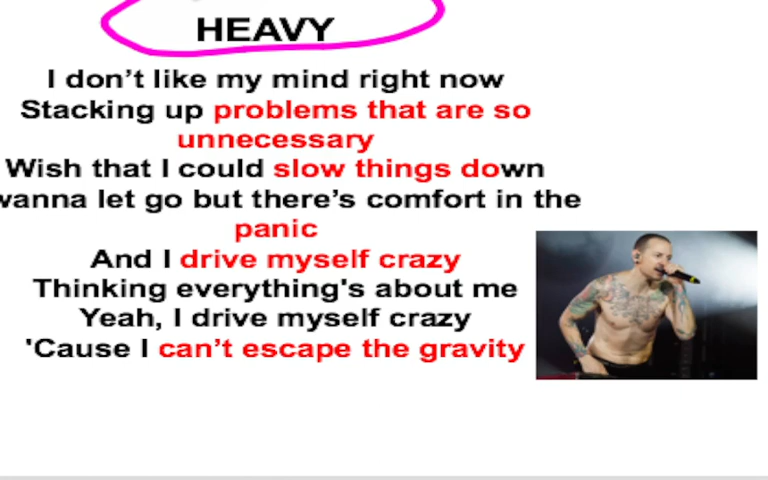 HEAVY
I don't like my mind right now
Stacking up problems that are so
unnecessary
Wish that I could slow things down
wanna let go but there's comfort in the
panic
And I drive myself crazy
Thinking everything's about me
Yeah, I drive myself crazy
'Cause I can't escape the gravity